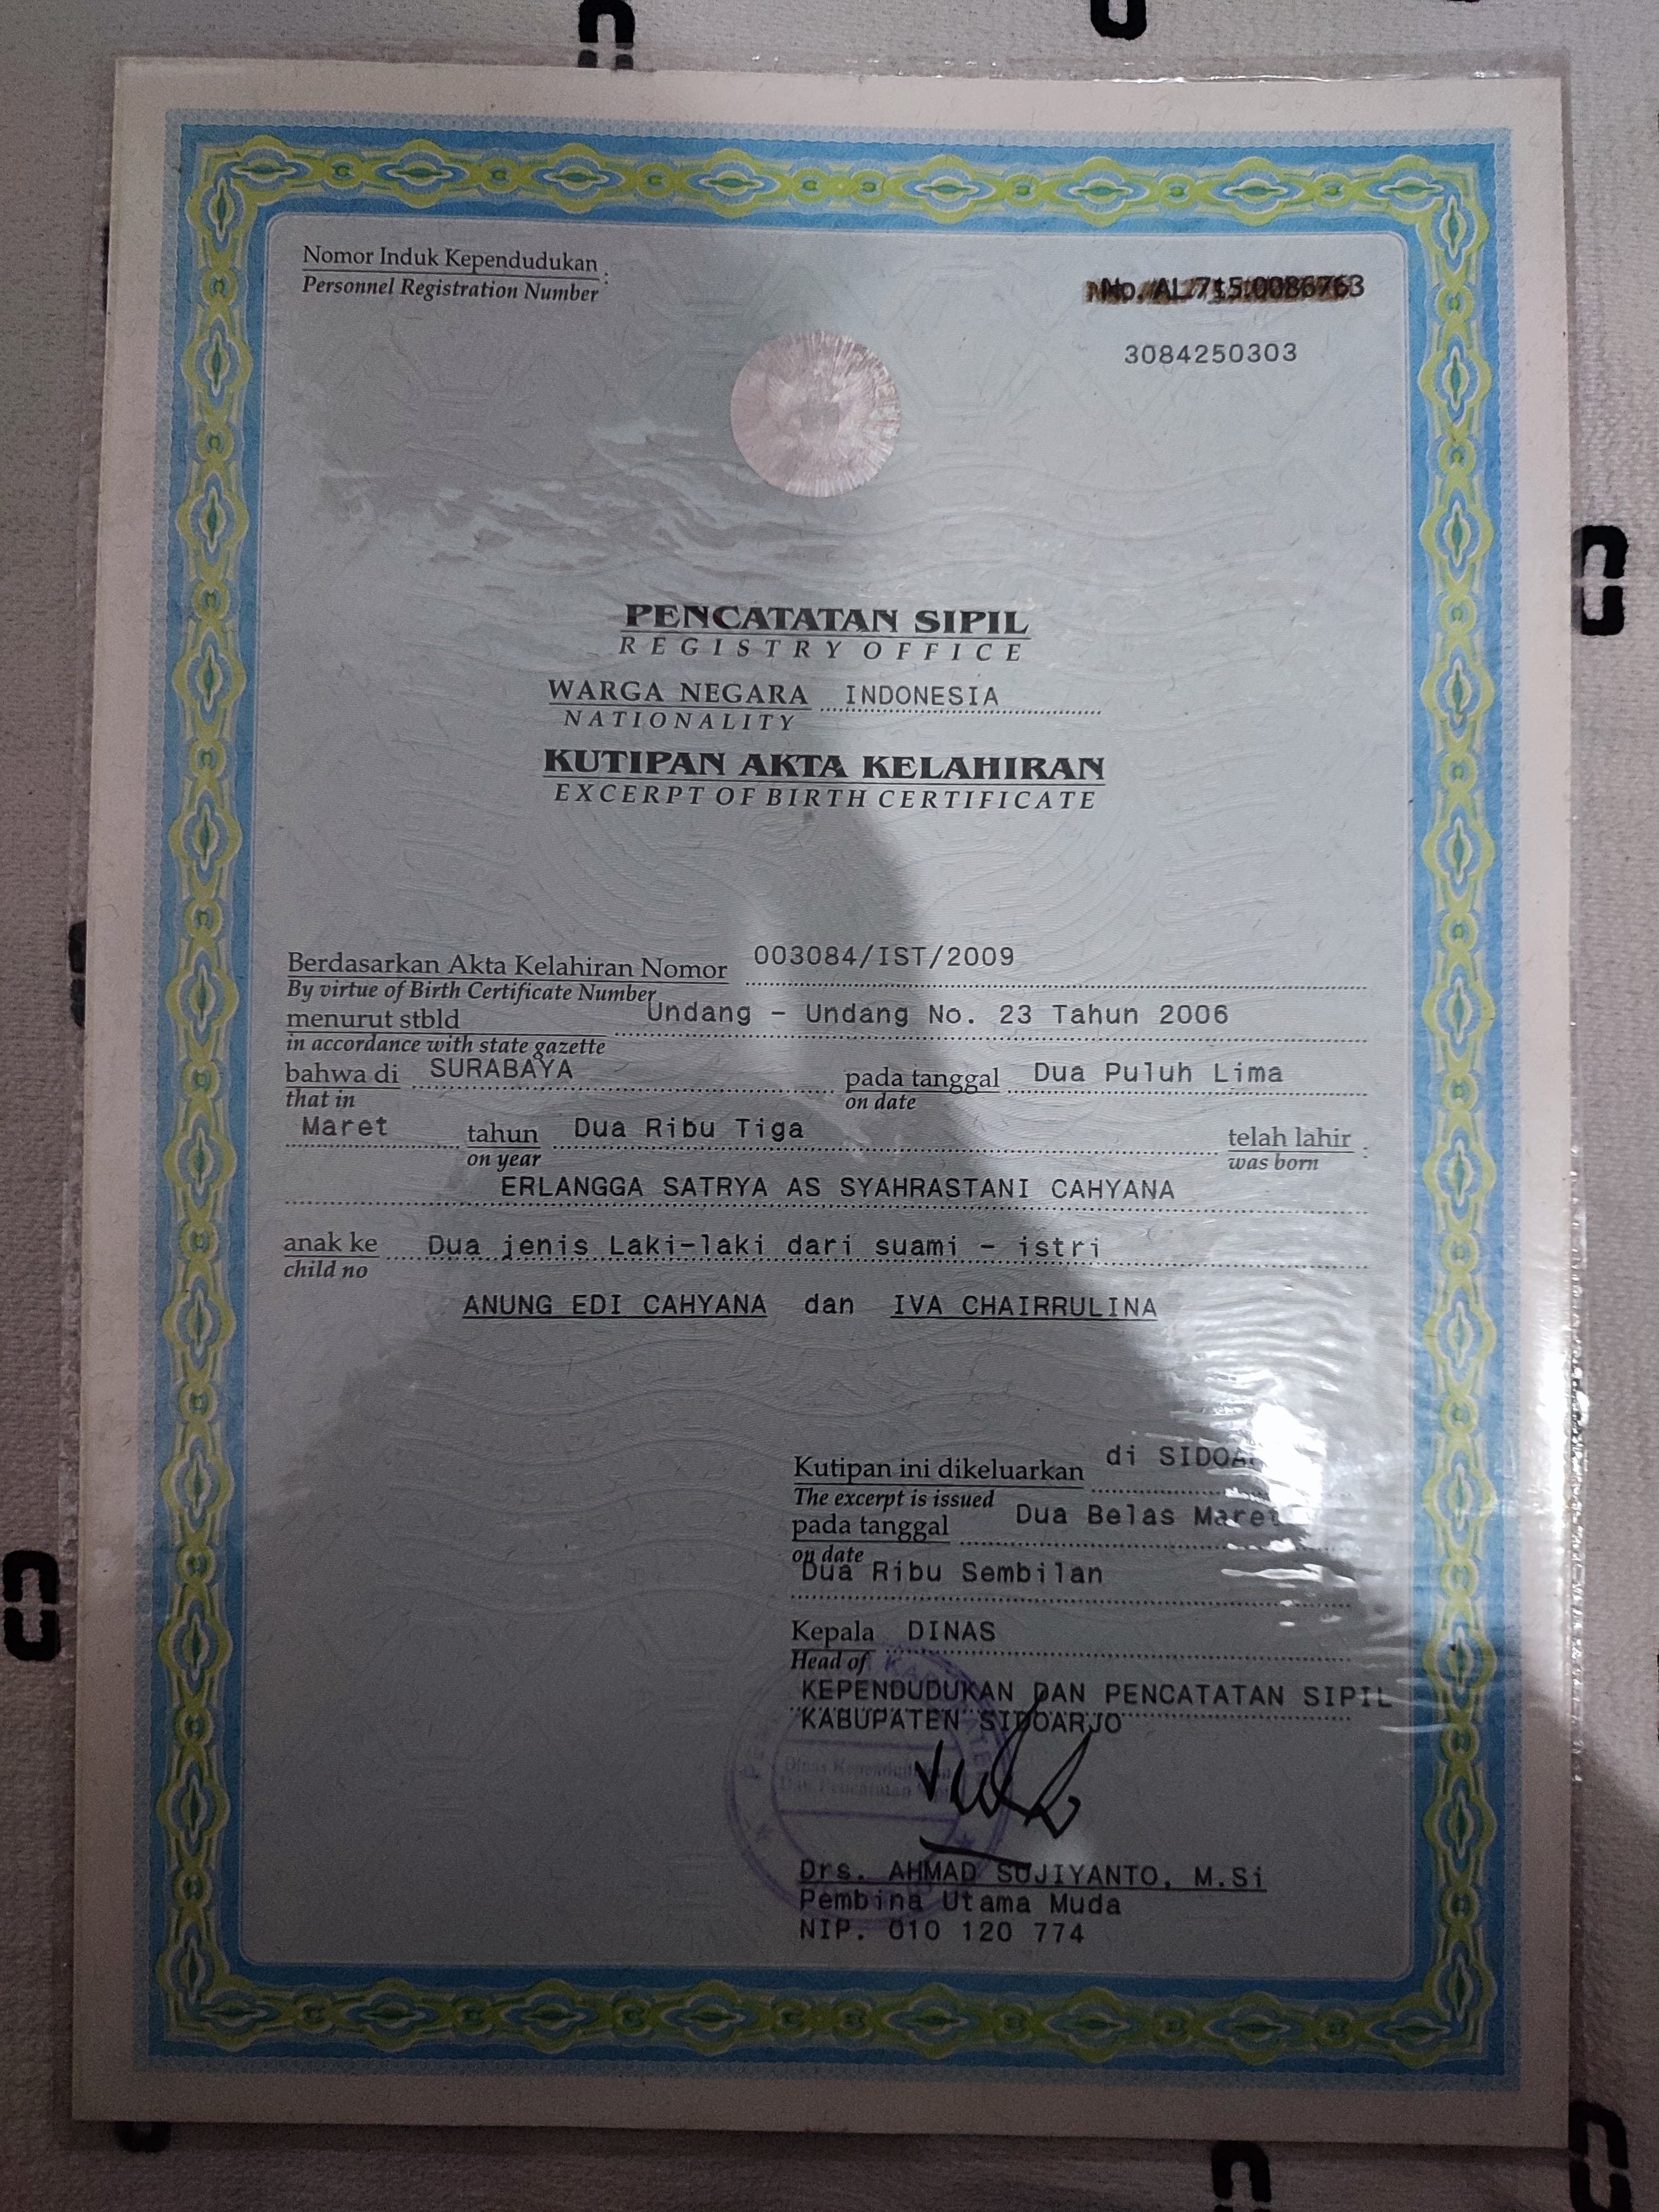 Nomor Induk Kependudukan :
Personnel Registration Number
No. AL.715.0086763
3084250303
PENCATATAN SIPIL
REGISTRY OFFICE
WARGA NEGARA INDONESIA
NATIONALITY
KUTIPAN AKTA KELAHIRAN
EXCERPT OF BIRTH CERTIFICATE
Berdasarkan Akta Kelahiran Nomor 003084/IST/2009
By virtue of Birth Certificate Number
menurut stbld Undang - Undang No. 23 Tahun 2006
in accordance with state gazette
bahwa di SURABAYA pada tanggal Dua Puluh Lima
that in on date
Maret tahun Dua Ribu Tiga telah lahir :
on year was born
ERLANGGA SATRYA AS SYAHRASTANI CAHYANA
anak ke Dua jenis Laki-laki dari suami - istri
child no
ANUNG EDI CAHYANA dan IVA CHAIRRULINA
Kutipan ini dikeluarkan di
The excerpt is issued
pada tanggal Dua Belas Maret
on date
Dua Ribu Sembilan
Kepala DINAS
Head of
KEPENDUDUKAN DAN PENCATATAN SIPIL
KABUPATEN SIDOARJO
Dinas Kependudukan
Dan Pencatatan
Drs. AHMAD SUJIYANTO, M.Si
Pembina Utama Muda
NIP. 010 120 774